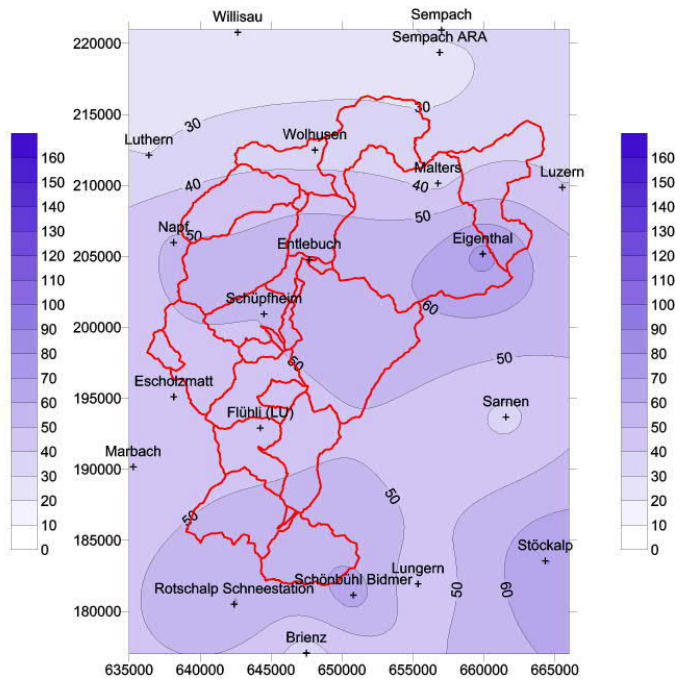 Willisau
Sempach
220000
Sempach ARA
215000
30
30
Luthern
Wolhusen
160
160
150
150
210000
40
Malters
40
Luzern
140
140
50
130
130
Napf
50
Eigenthal
120
120
205000
Entlebuch
110
110
100
100
Schüpfheim
60
90
90
200000
80
80
50
50
70
70
Escholzmatt
60
60
195000
Flühli (LU)
Sarnen
50
50
40
40
Marbach
30
30
190000
50
20
20
50
10
10
0
0
185000
Stöckalp
Schönbühl Bidmer
Lungern
50
60
Rotschalp Schneestation
180000
Brienz
635000 640000 645000 650000 655000 660000 665000